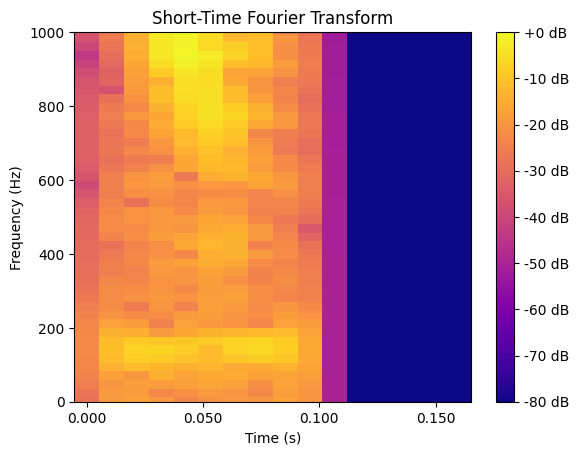 Short-Time Fourier Transform
1000
800
600
400
200
0
Frequency (Hz)
0.000
0.050
0.100
0.150
Time (s)
+0 dB
-10 dB
-20 dB
-30 dB
-40 dB
-50 dB
-60 dB
-70 dB
-80 dB